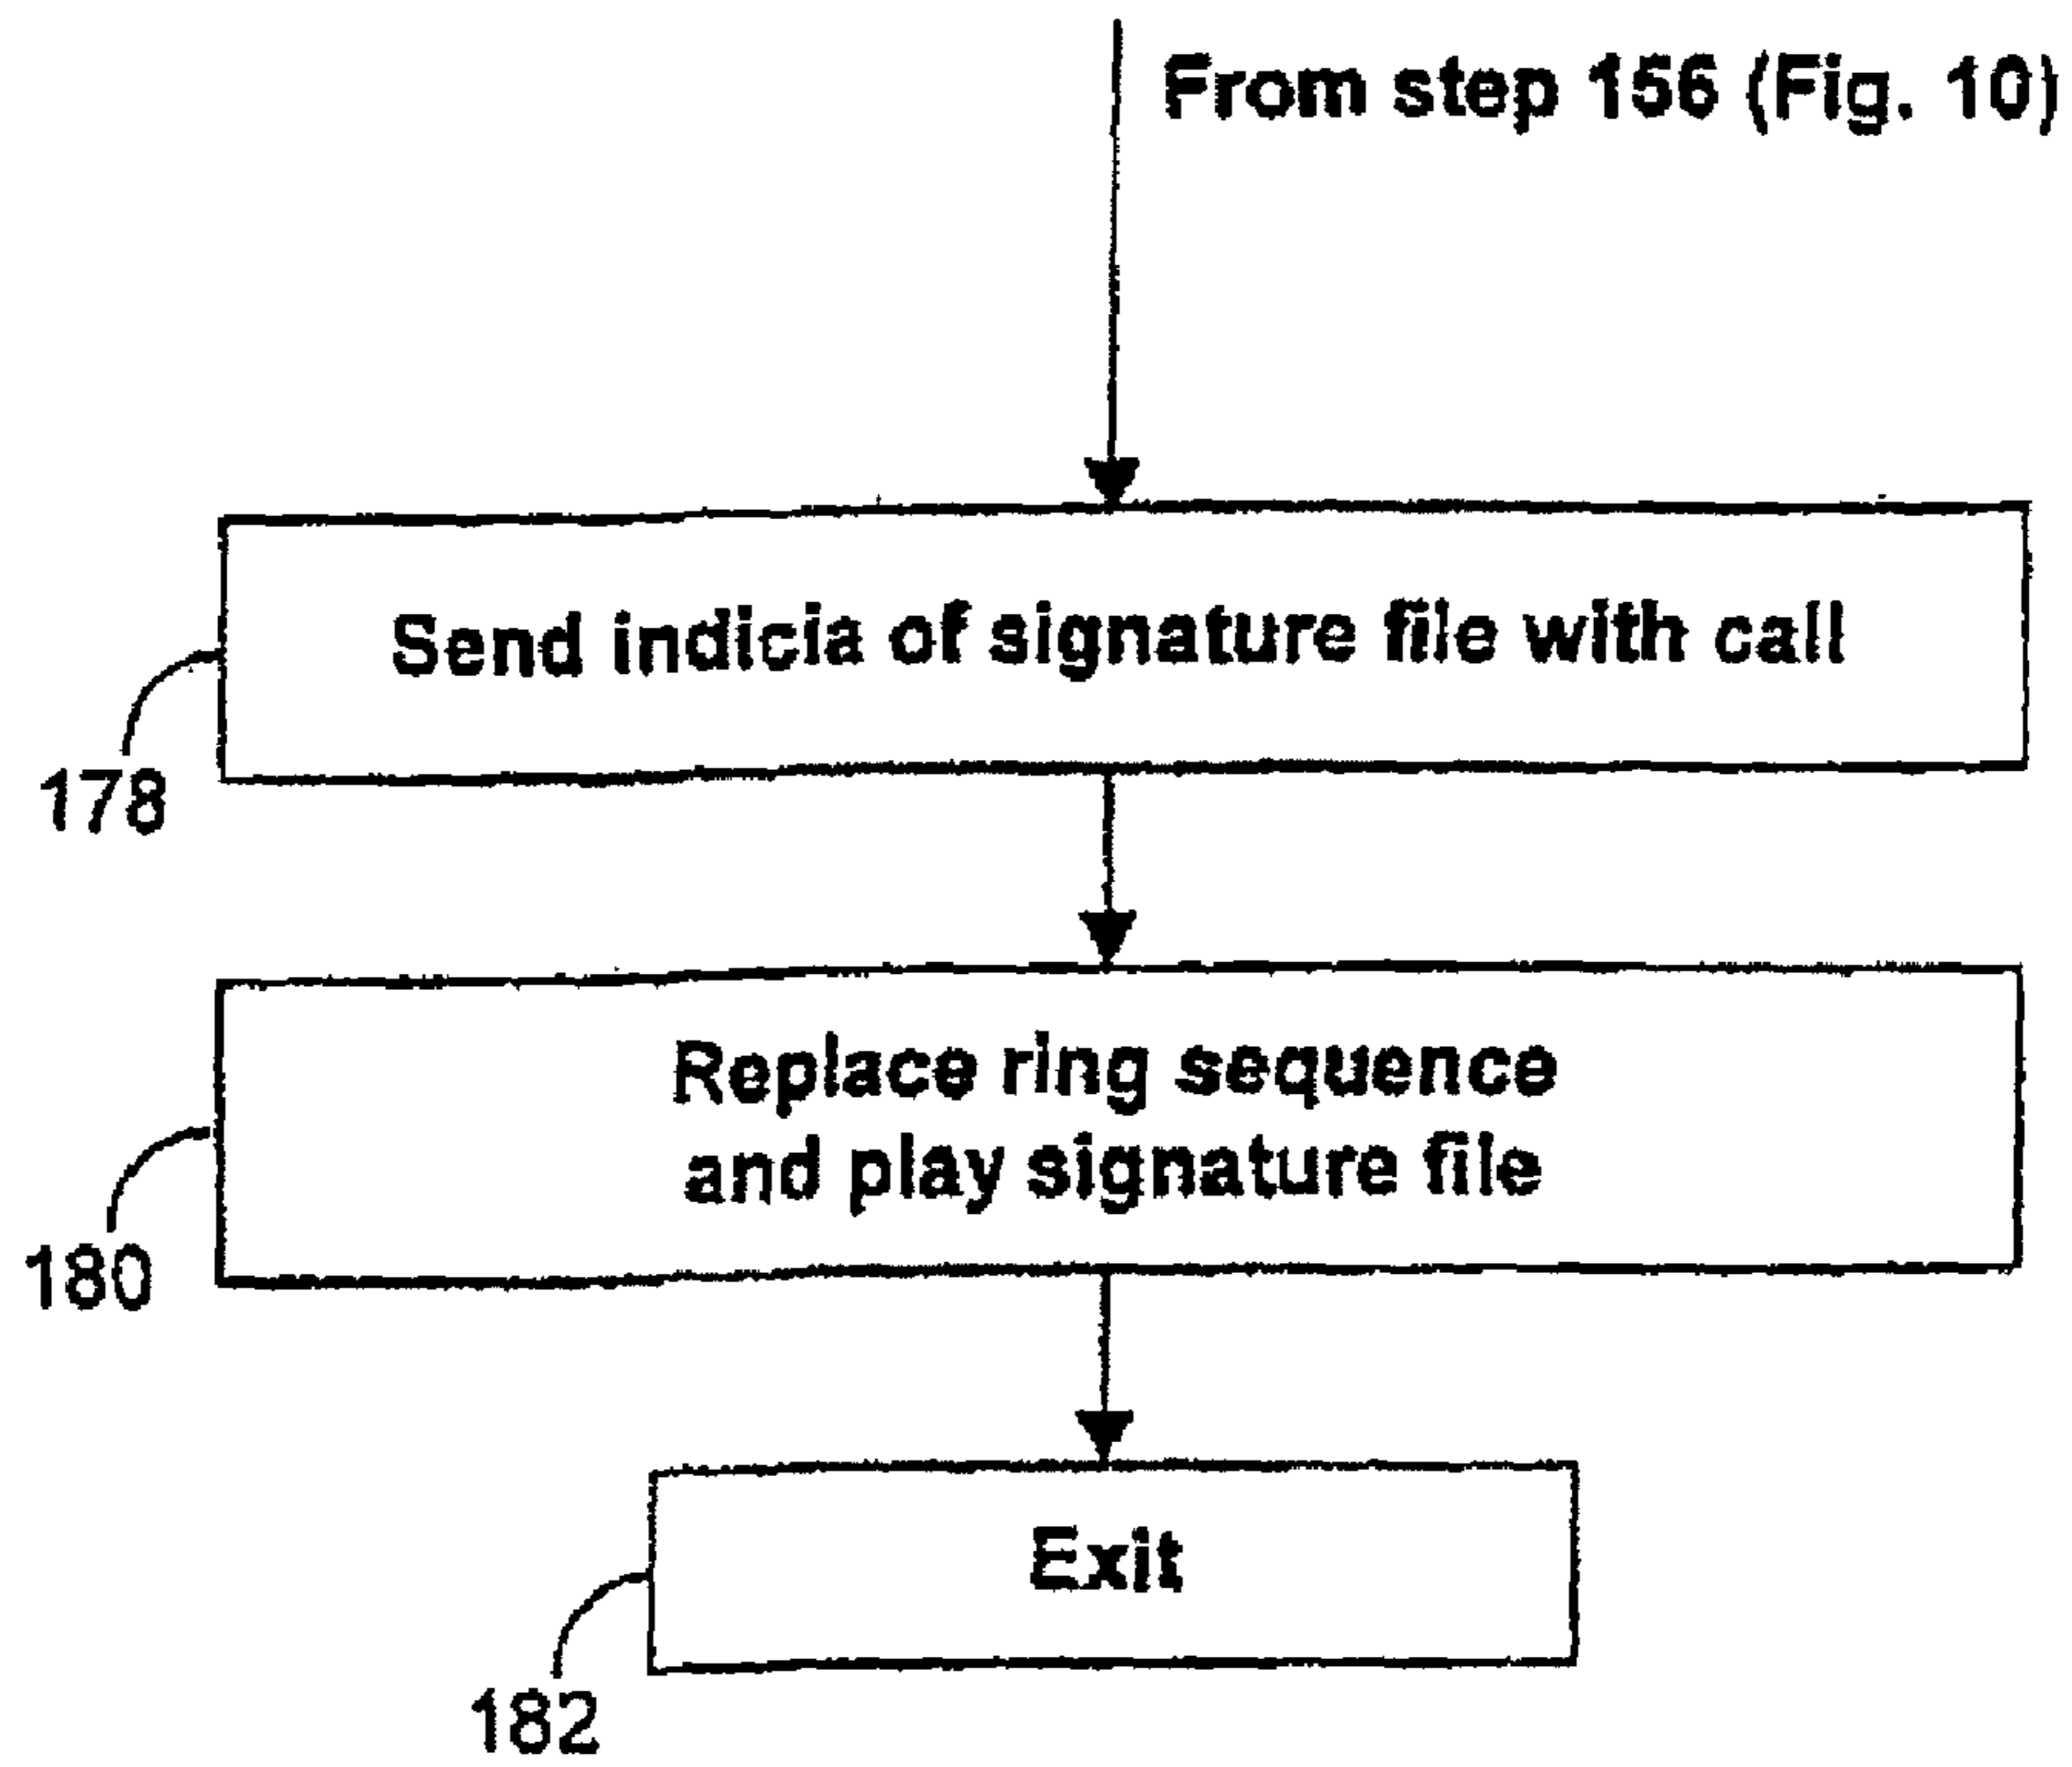 From step 156 (Fig. 10)
Send indicia of signature file with call
178
Replace ring sequence
and play signature file
180
Exit
182